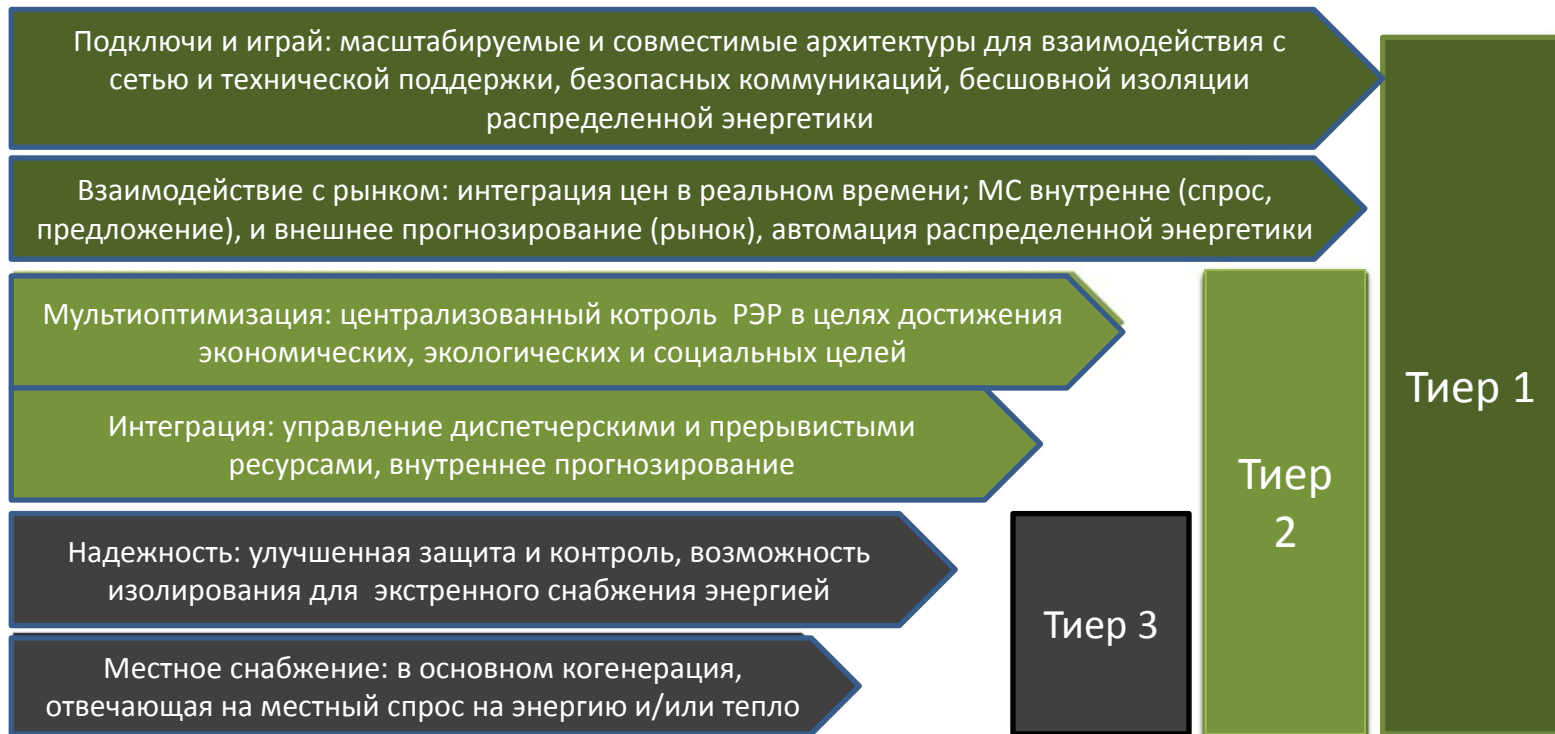 Подключи и играй: масштабируемые и совместимые архитектуры для взаимодействия с
сетью и технической поддержки, безопасных коммуникаций, бесшовной изоляции
распределенной энергетики
Взаимодействие с рынком: интеграция цен в реальном времени; МС внутренне (спрос,
предложение), и внешнее прогнозирование (рынок), автомация распределенной энергетики
Мультиоптимизация: централизованный котроль РЭР в целях достижения
экономических, экологических и социальных целей
Интеграция: управление диспетчерскими и прерывистыми
ресурсами, внутреннее прогнозирование
Надежность: улучшенная защита и контроль, возможность
изолирования для экстренного снабжения энергией
Местное снабжение: в основном когенерация,
отвечающая на местный спрос на энергию и/или тепло
Тиер 3
Тиер
2
Тиер 1